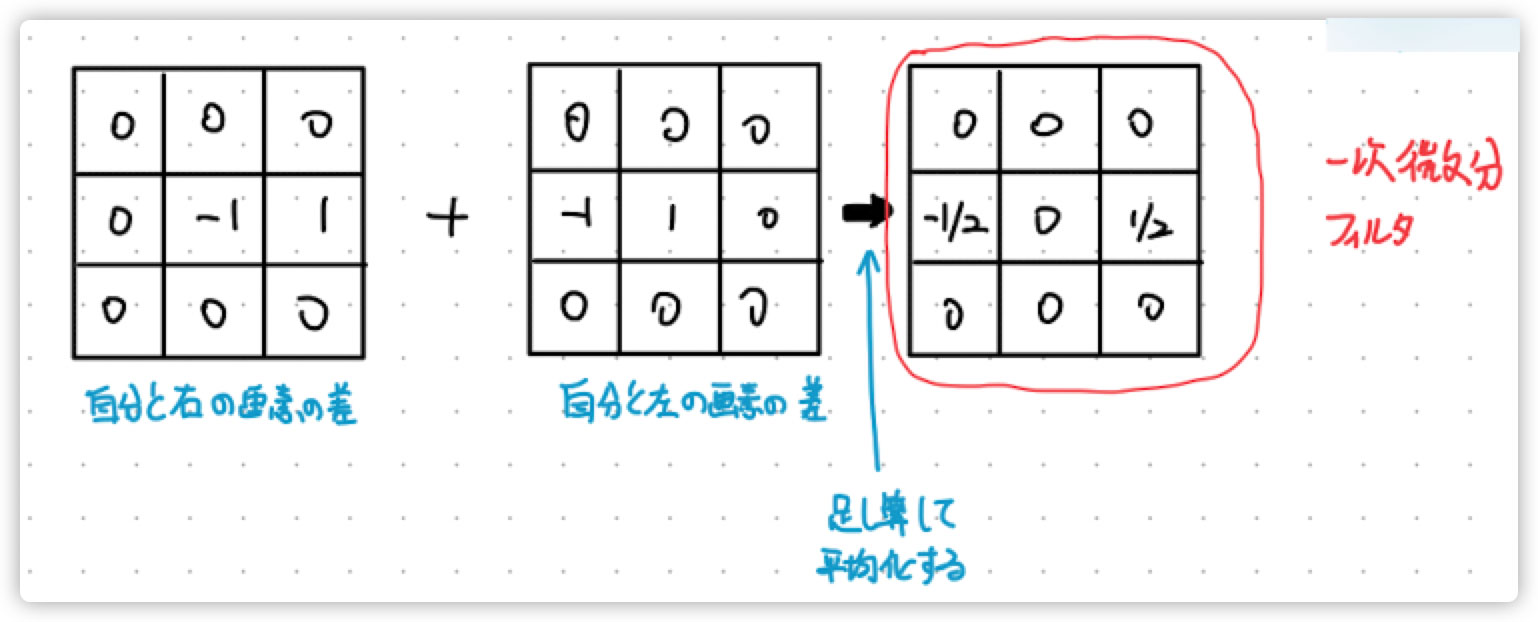 0 0 0
0 -1 1
0 0 0
+
0 0 0
-1 1 0
0 0 0
0 0 0
-1/2 0 1/2
0 0 0
一次微分
フィルタ
自分と右の画素の差
自分と左の画素の差
足し算して
平均化する